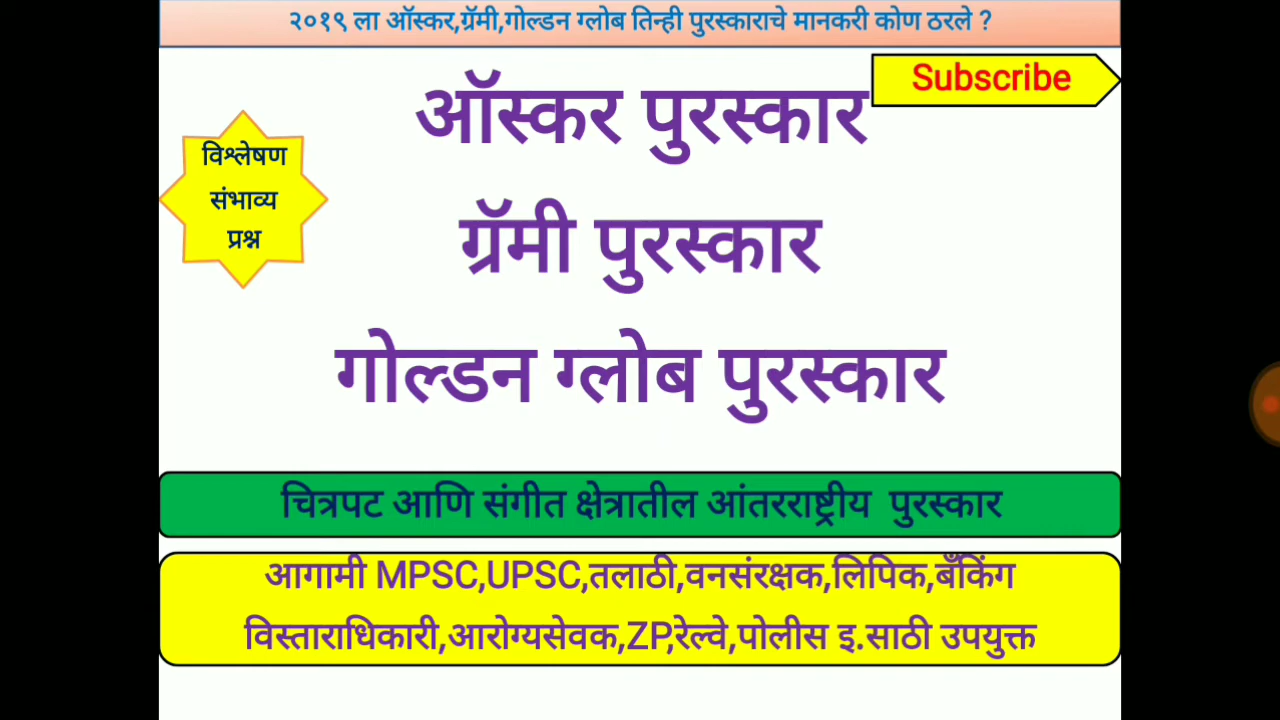 २०१९ ला ऑस्कर,ग्रॅमी,गोल्डन ग्लोब तिन्ही पुरस्काराचे मानकरी कोण ठरले ?
Subscribe
ऑस्कर पुरस्कार
विश्लेषण
संभाव्य
प्रश्न
ग्रॅमी पुरस्कार
गोल्डन ग्लोब पुरस्कार
चित्रपट आणि संगीत क्षेत्रातील आंतरराष्ट्रीय पुरस्कार
आगामी MPSC,UPSC,तलाठी,वनसंरक्षक,लिपिक,बँकिंग
विस्ताराधिकारी,आरोग्यसेवक,ZP,रेल्वे,पोलीस इ.साठी उपयुक्त